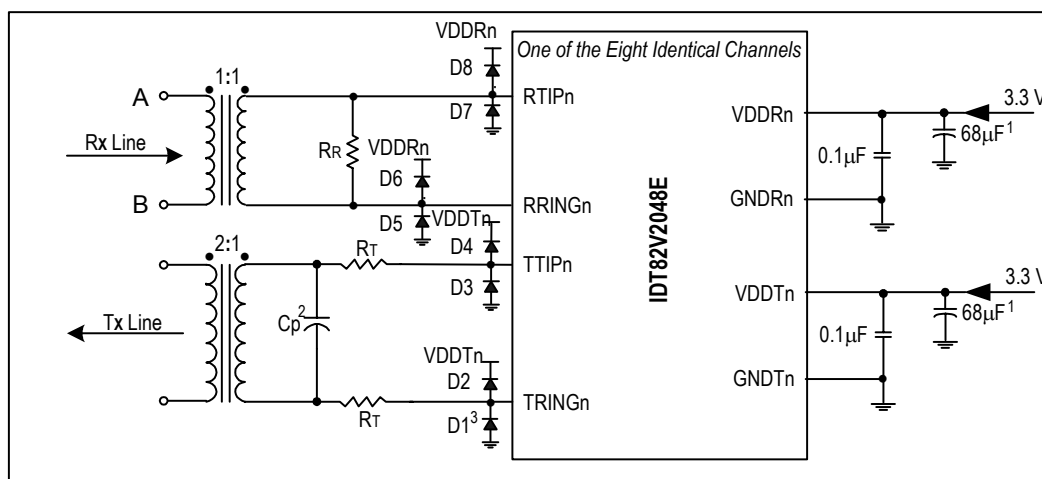 One of the Eight Identical Channels
VDDRn
D8
D7
1:1
A
Rx Line
B
RR
VDDRn
D6
D5
RTIPn
RRINGn
VDDTn
D4
D3
2:1
Tx Line
Cp2
RT
RT
TTIPn
VDDTn
D2
D13
TRINGn
IDT82V2048E
VDDRn
3.3 V
68μF1
0.1μF
GNDRn
VDDTn
3.3 V
68μF1
0.1μF
GNDTn